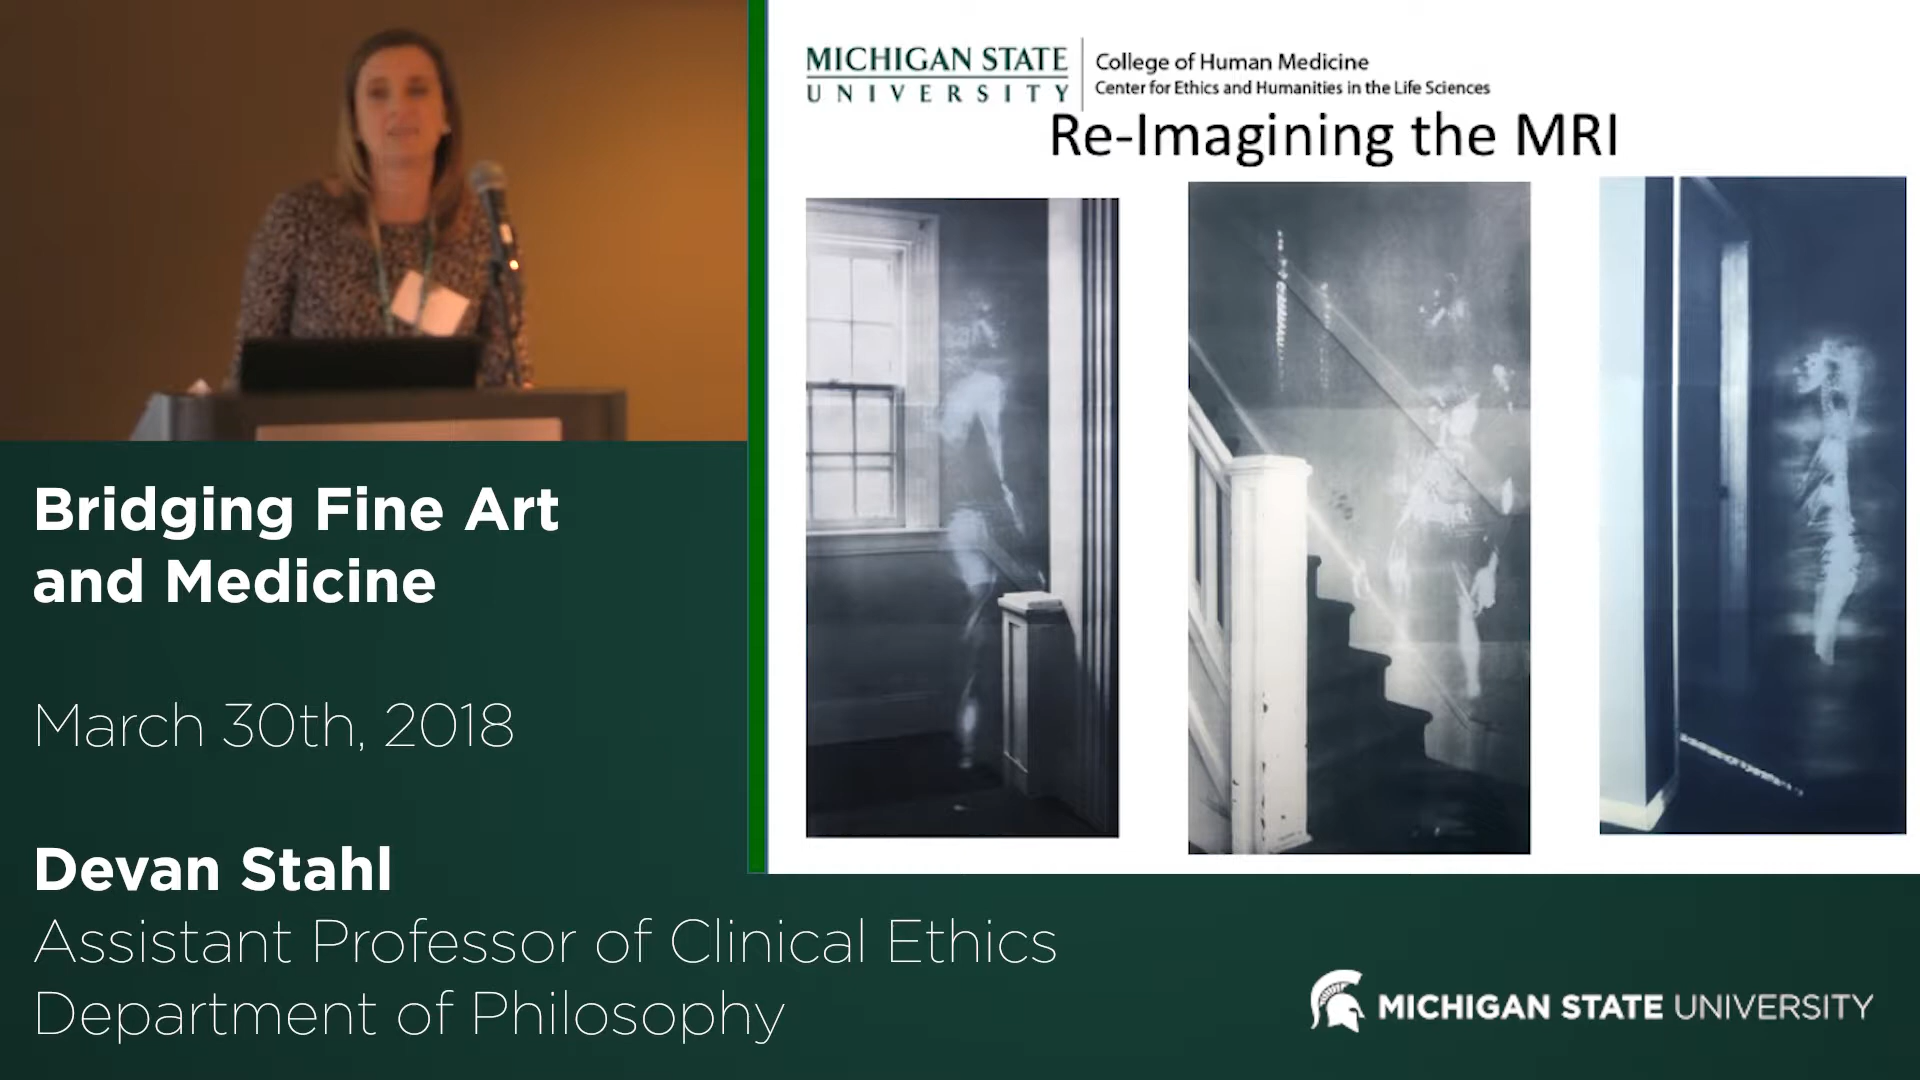 MICHIGAN STATE
UNIVERSITY
College of Human Medicine
Center for Ethics and Humanities in the Life Sciences
Re-Imagining the MRI
Bridging Fine Art
and Medicine
March 30th, 2018
Devan Stahl
Assistant Professor of Clinical Ethics
Department of Philosophy
MICHIGAN STATE UNIVERSITY